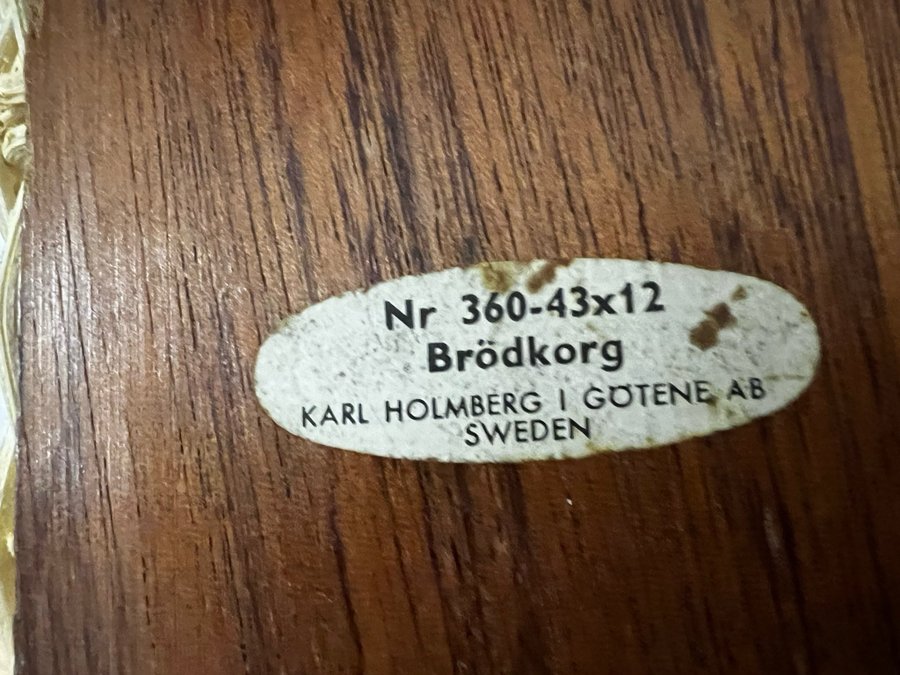 Nr 360-43x12
Brödkorg
KARL HOLMBERG I GÖTENE AB
SWEDEN